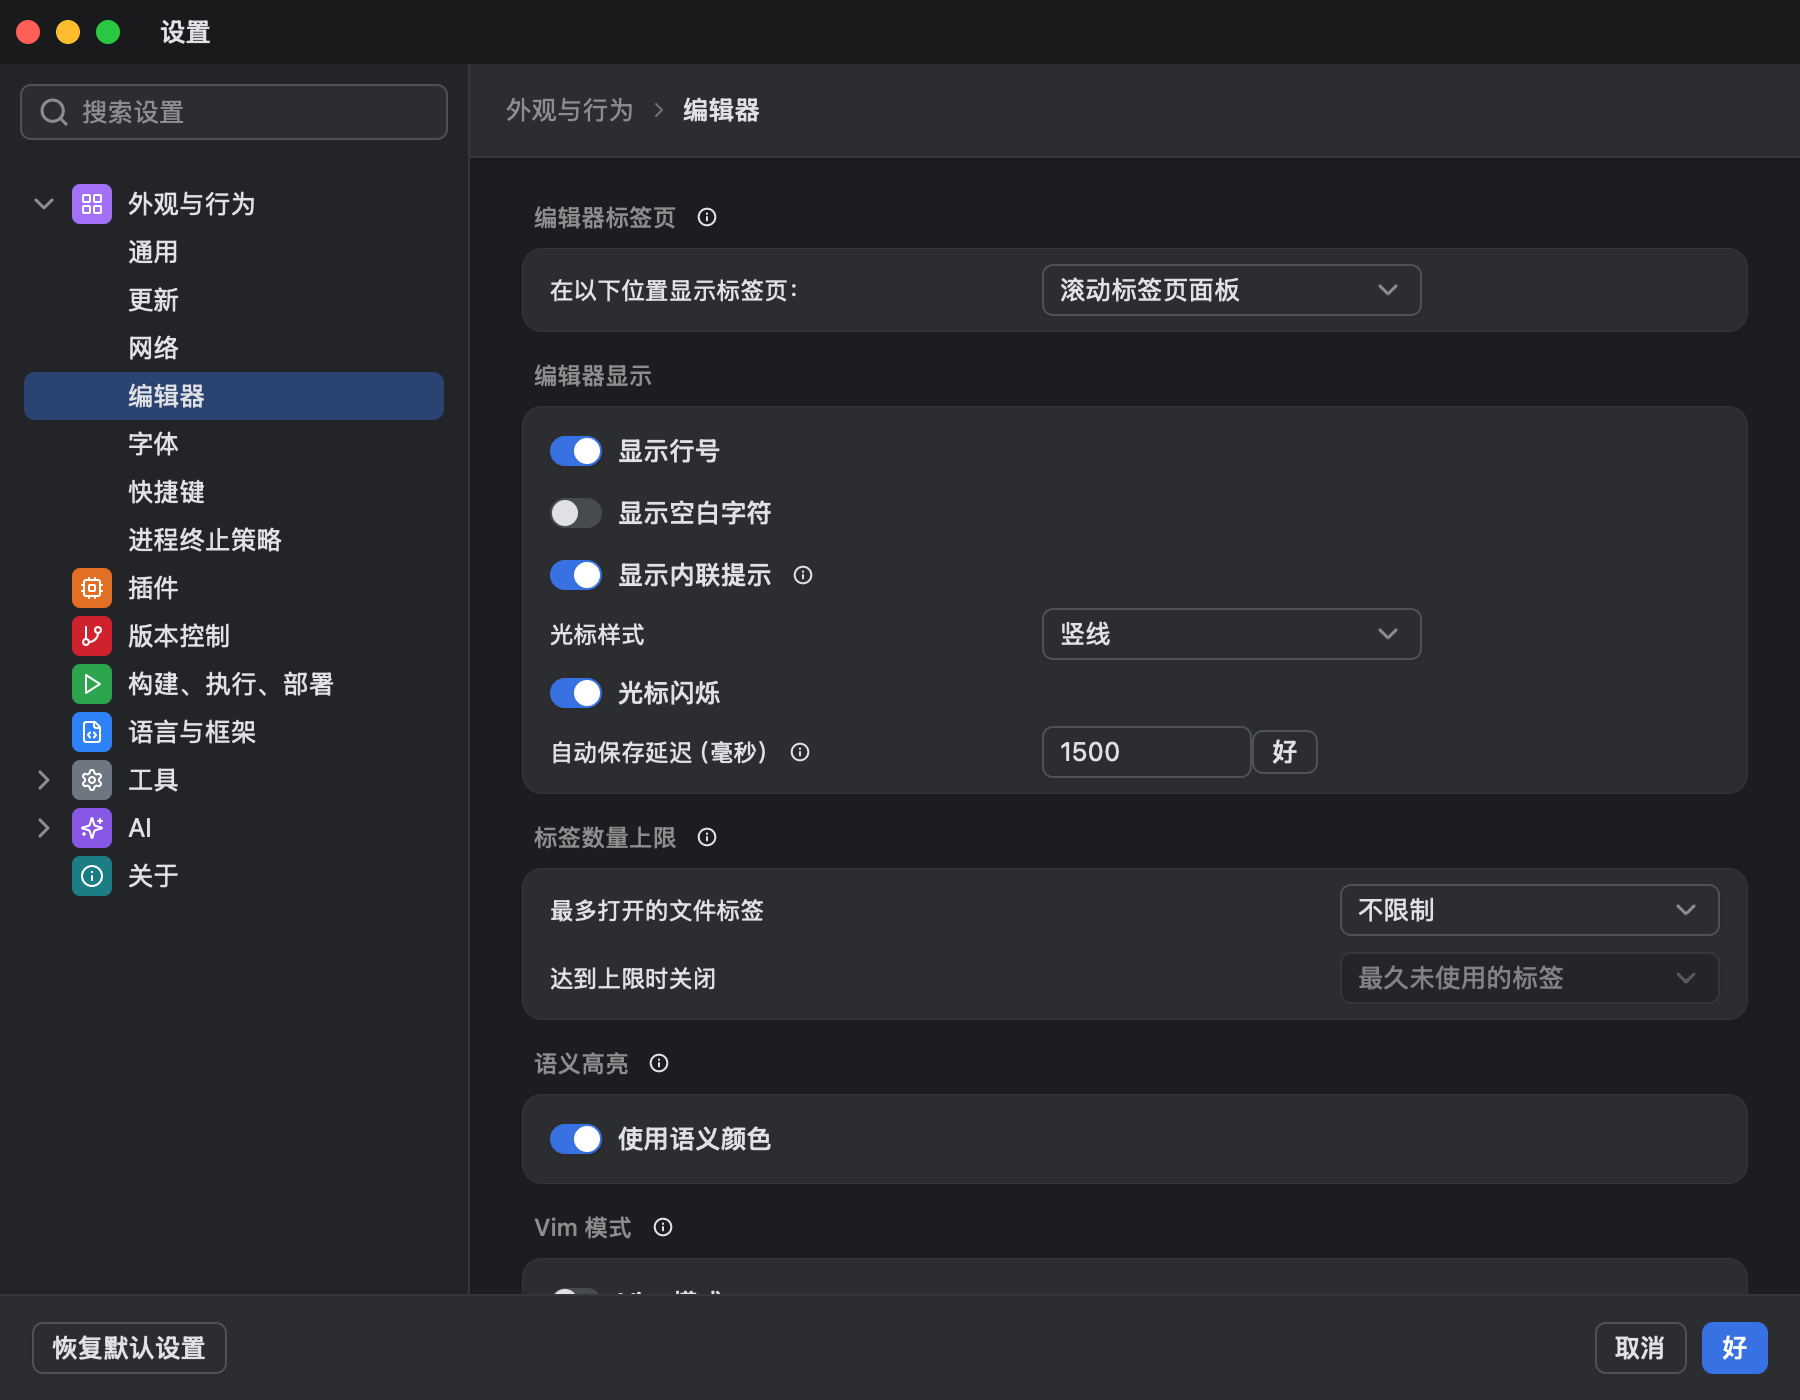 设置
搜索设置
外观与行为
通用
更新
网络
编辑器
字体
快捷键
进程终止策略
插件
版本控制
构建、执行、部署
语言与框架
工具
AI
关于
外观与行为 > 编辑器
编辑器标签页
在以下位置显示标签页： 滚动标签页面板
编辑器显示
显示行号
显示空白字符
显示内联提示
光标样式 竖线
光标闪烁
自动保存延迟（毫秒） 1500 好
标签数量上限
最多打开的文件标签 不限制
达到上限时关闭 最久未使用的标签
语义高亮
使用语义颜色
Vim 模式
恢复默认设置 取消 好